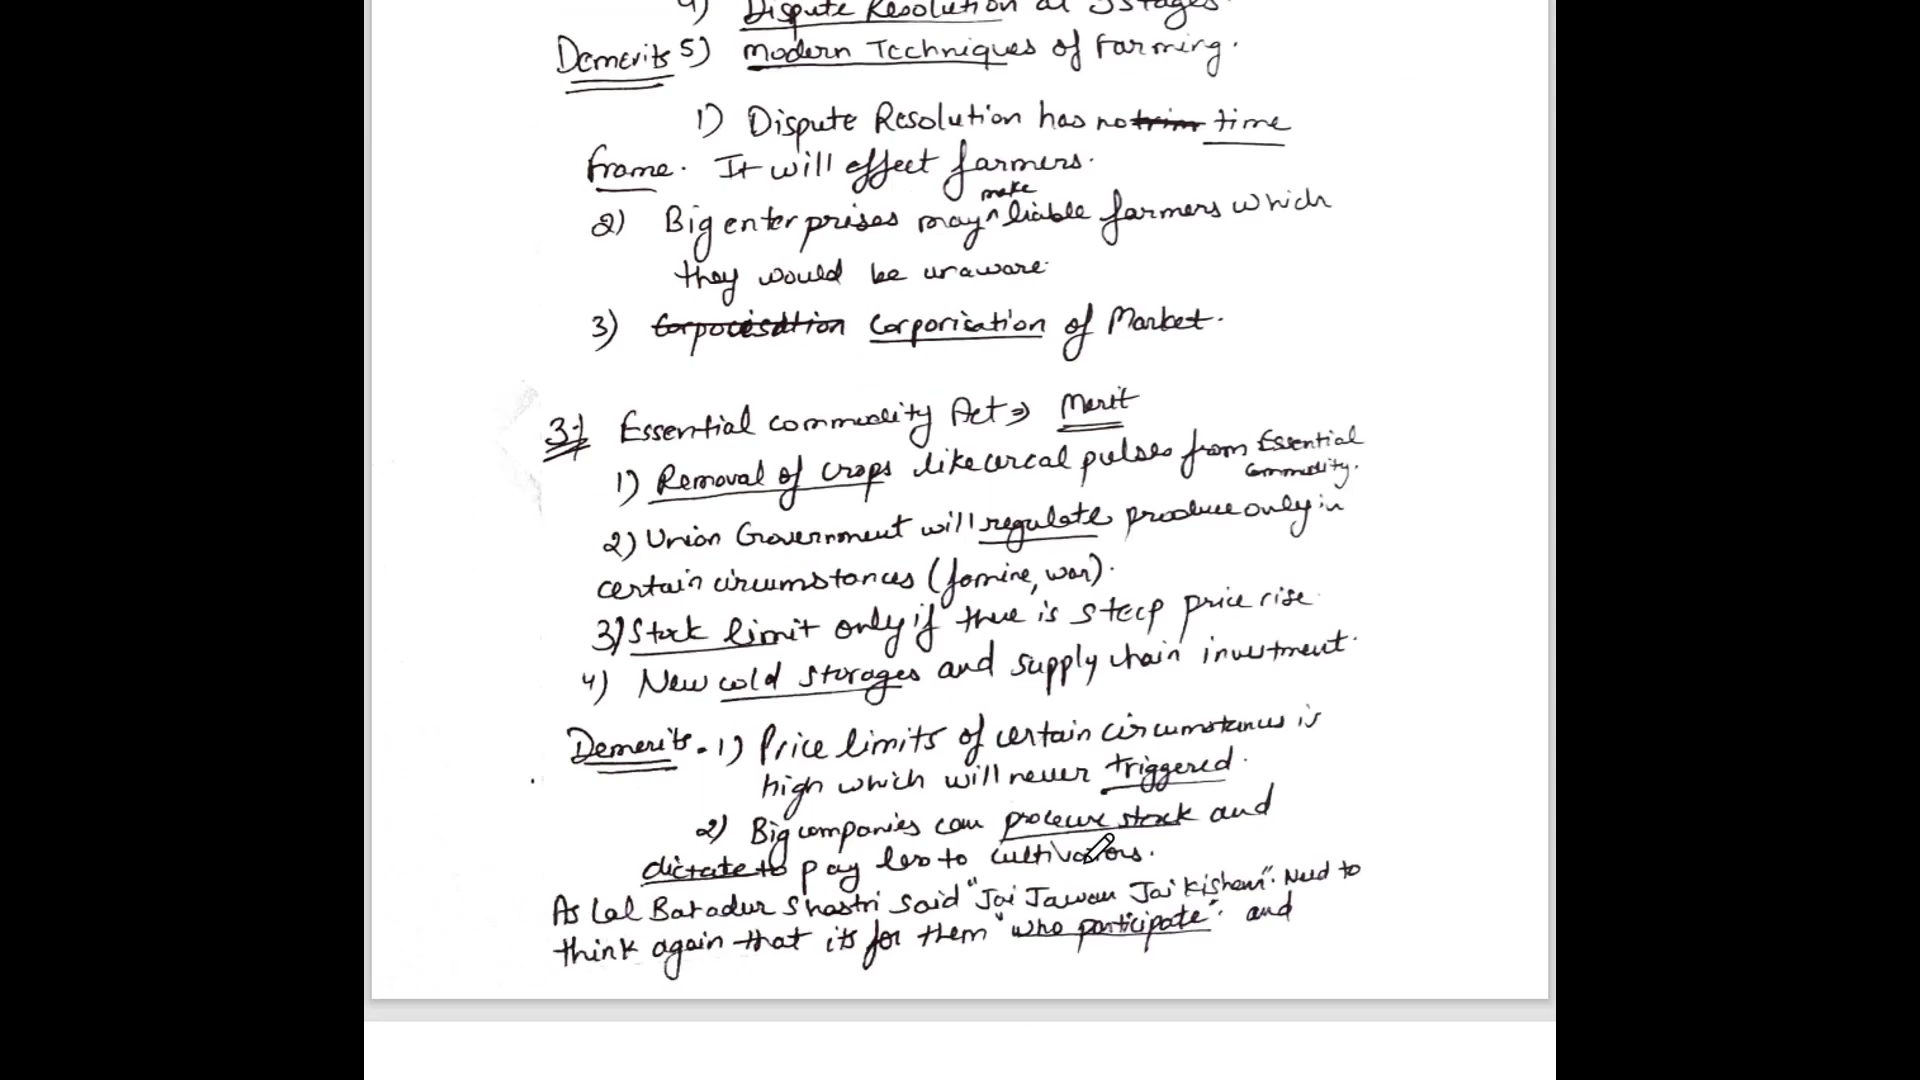 4) Dispute Resolution at 3 stages.
Demerits 5) Modern Techniques of Farming.
1) Dispute Resolution has no time
frame. It will effect farmers.
2) Big enterprises may make liable farmers which
they would be unaware.
3) Corporisation Corporisation of Market.
3) Essential commodity Act ⇒ Merit
1) Removal of crops like cereal pulses from Essential
Commodity.
2) Union Government will regulate produce only in
certain circumstances (famine, war).
3) Stock limit only if there is steep price rise
4) New cold storages and supply chain investment.
Demerits - 1) Price limits of certain circumstances is
high which will never triggered.
2) Big companies can procure stock and
dictate to pay less to cultivators.
As Lal Baradur Shastri said "Jai Jawan Jai Kishan". Need to
think again that its for them "who participate". and